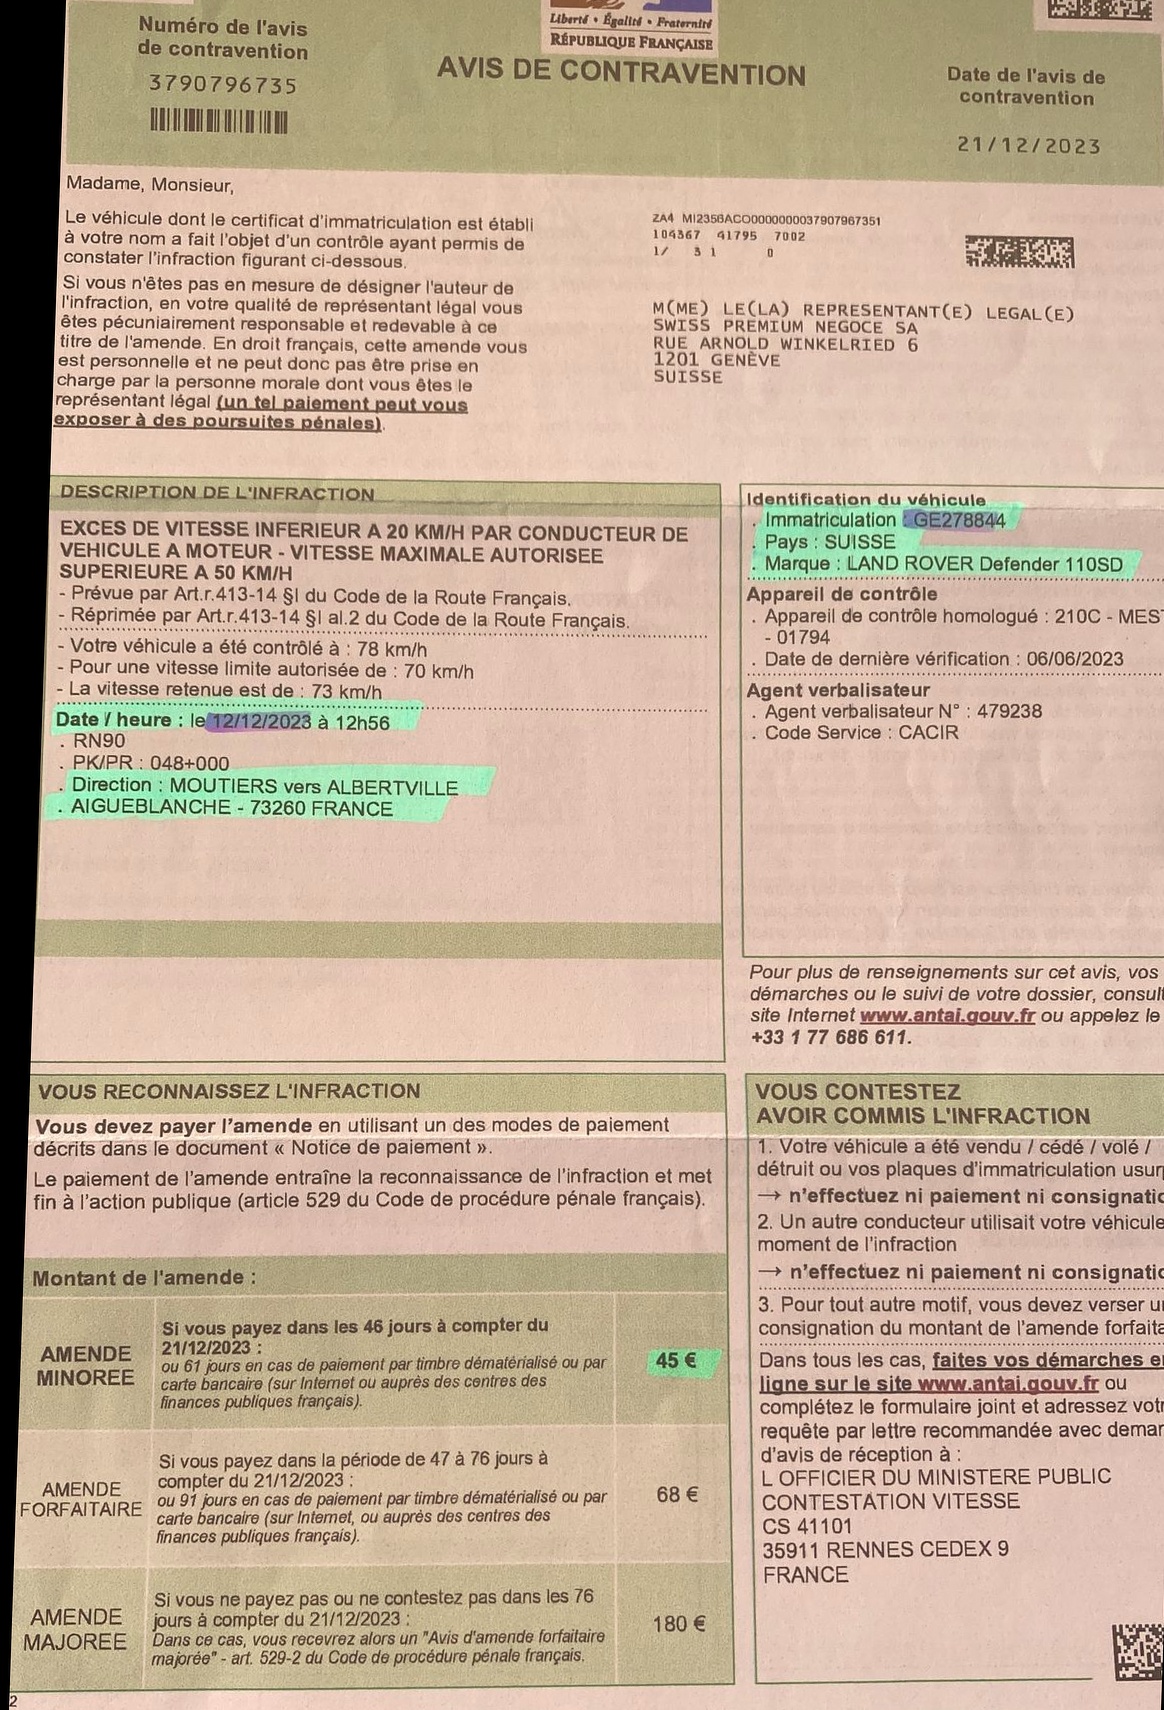 Numéro de l'avis
de contravention
3790796735
Liberté • Égalité • Fraternité
RÉPUBLIQUE FRANÇAISE
AVIS DE CONTRAVENTION
Date de l'avis de
contravention
21/12/2023
Madame, Monsieur,
Le véhicule dont le certificat d'immatriculation est établi
à votre nom a fait l'objet d'un contrôle ayant permis de
constater l'infraction figurant ci-dessous.
Si vous n'êtes pas en mesure de désigner l'auteur de
l'infraction, en votre qualité de représentant légal vous
êtes pécuniairement responsable et redevable à ce
titre de l'amende. En droit français, cette amende vous
est personnelle et ne peut donc pas être prise en
charge par la personne morale dont vous êtes le
représentant légal (un tel paiement peut vous
exposer à des poursuites pénales).
ZA4 MI2356ACO0000000037907967351
104367 41795 7002
1/ 3 1 0
M(ME) LE(LA) REPRESENTANT(E) LEGAL(E)
SWISS PREMIUM NEGOCE SA
RUE ARNOLD WINKELRIED 6
1201 GENÈVE
SUISSE
DESCRIPTION DE L'INFRACTION
EXCES DE VITESSE INFERIEUR A 20 KM/H PAR CONDUCTEUR DE
VEHICULE A MOTEUR - VITESSE MAXIMALE AUTORISEE
SUPERIEURE A 50 KM/H
- Prévue par Art.r.413-14 §I du Code de la Route Français.
- Réprimée par Art.r.413-14 §I al.2 du Code de la Route Français.
- Votre véhicule a été contrôlé à : 78 km/h
- Pour une vitesse limite autorisée de : 70 km/h
- La vitesse retenue est de : 73 km/h
Date / heure : le 12/12/2023 à 12h56
. RN90
. PK/PR : 048+000
. Direction : MOUTIERS vers ALBERTVILLE
. AIGUEBLANCHE - 73260 FRANCE
Identification du véhicule
. Immatriculation : GE278844
. Pays : SUISSE
. Marque : LAND ROVER Defender 110SD
Appareil de contrôle
. Appareil de contrôle homologué : 210C - MEST
- 01794
. Date de dernière vérification : 06/06/2023
Agent verbalisateur
. Agent verbalisateur N° : 479238
. Code Service : CACIR
Pour plus de renseignements sur cet avis, vos
démarches ou le suivi de votre dossier, consult
site Internet www.antai.gouv.fr ou appelez le
+33 1 77 686 611.
VOUS RECONNAISSEZ L'INFRACTION
Vous devez payer l'amende en utilisant un des modes de paiement
décrits dans le document « Notice de paiement ».
Le paiement de l'amende entraîne la reconnaissance de l'infraction et met
fin à l'action publique (article 529 du Code de procédure pénale français).
Montant de l'amende :
AMENDE
MINOREE
Si vous payez dans les 46 jours à compter du
21/12/2023 :
ou 61 jours en cas de paiement par timbre dématérialisé ou par
carte bancaire (sur Internet ou auprès des centres des
finances publiques français).
45 €
AMENDE
FORFAITAIRE
Si vous payez dans la période de 47 à 76 jours à
compter du 21/12/2023 :
ou 91 jours en cas de paiement par timbre dématérialisé ou par
carte bancaire (sur Internet, ou auprès des centres des
finances publiques français).
68 €
AMENDE
MAJOREE
Si vous ne payez pas ou ne contestez pas dans les 76
jours à compter du 21/12/2023 :
Dans ce cas, vous recevrez alors un "Avis d'amende forfaitaire
majorée" - art. 529-2 du Code de procédure pénale français.
180 €
VOUS CONTESTEZ
AVOIR COMMIS L'INFRACTION
1. Votre véhicule a été vendu / cédé / volé /
détruit ou vos plaques d'immatriculation usurp
→ n'effectuez ni paiement ni consignatio
2. Un autre conducteur utilisait votre véhicule
moment de l'infraction
→ n'effectuez ni paiement ni consignatio
3. Pour tout autre motif, vous devez verser un
consignation du montant de l'amende forfaita
Dans tous les cas, faites vos démarches en
ligne sur le site www.antai.gouv.fr ou
complétez le formulaire joint et adressez votr
requête par lettre recommandée avec deman
d'avis de réception à :
L OFFICIER DU MINISTERE PUBLIC
CONTESTATION VITESSE
CS 41101
35911 RENNES CEDEX 9
FRANCE
2